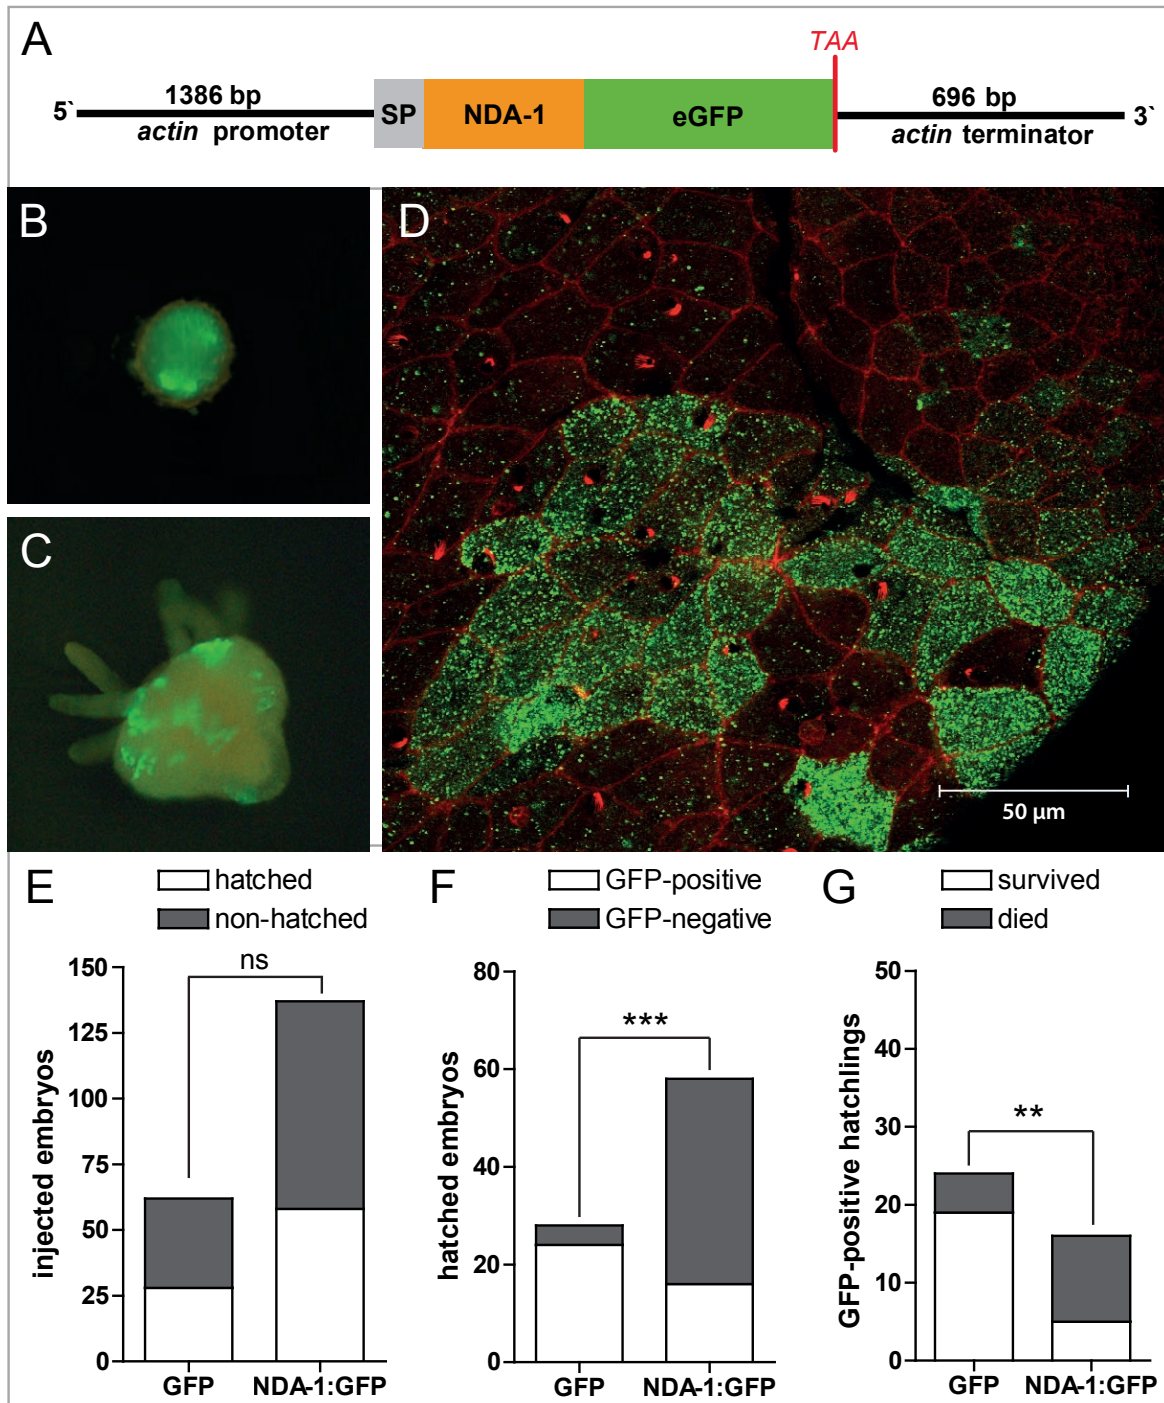 A
TAA
5` 1386 bp SP NDA-1 eGFP 696 bp 3`
actin promoter actin terminator
B
D
C
50 µm
E
hatched
non-hatched
F
GFP-positive
GFP-negative
G
survived
died
ns
150
125
100
75
50
25
0
injected embryos
GFP NDA-1:GFP
***
80
60
40
20
0
hatched embryos
GFP NDA-1:GFP
**
50
40
30
20
10
0
GFP-positive hatchlings
GFP NDA-1:GFP